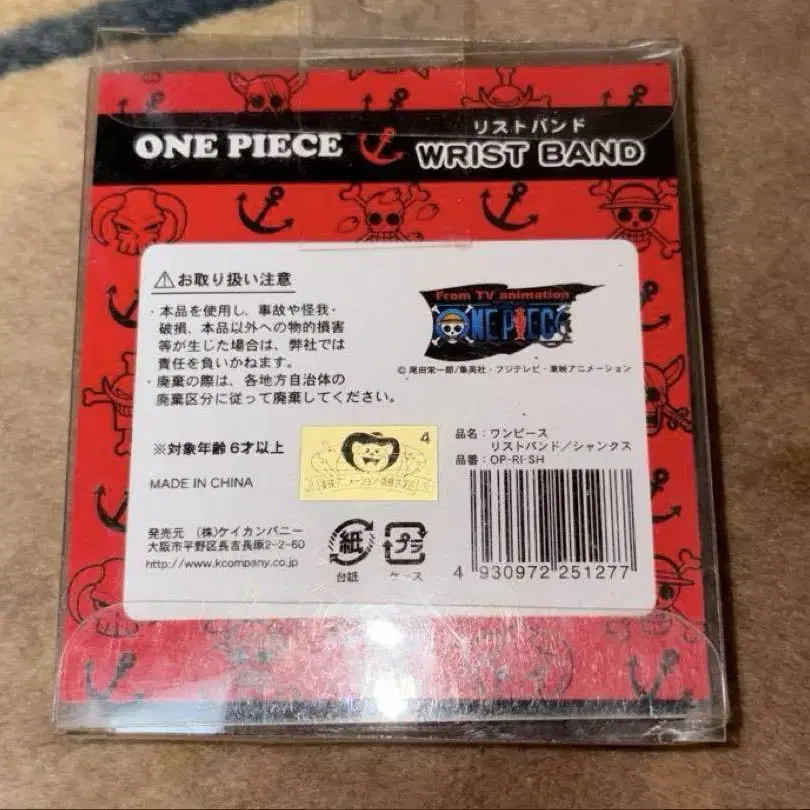 リストバンド
ONE PIECE WRIST BAND
⚠お取り扱い注意
・本品を使用し、事故や怪我・
破損、本品以外への物的損害
等が生じた場合は、弊社では
責任を負いかねます。
・廃棄の際は、各地方自治体の
廃棄区分に従って廃棄してください。
From TV animation
ONE PIECE
© 尾田栄一郎/集英社・フジテレビ・東映アニメーション
※対象年齢6才以上
MADE IN CHINA
4
東映アニメーション
品名:ワンピース
リストバンド/シャンクス
品番:OP-RI-SH
発売元 (株)ケイカンパニー
大阪市平野区長吉長原2-2-60
http://www.kcompany.co.jp
紙
台紙
プラ
ケース
4 930972 251277